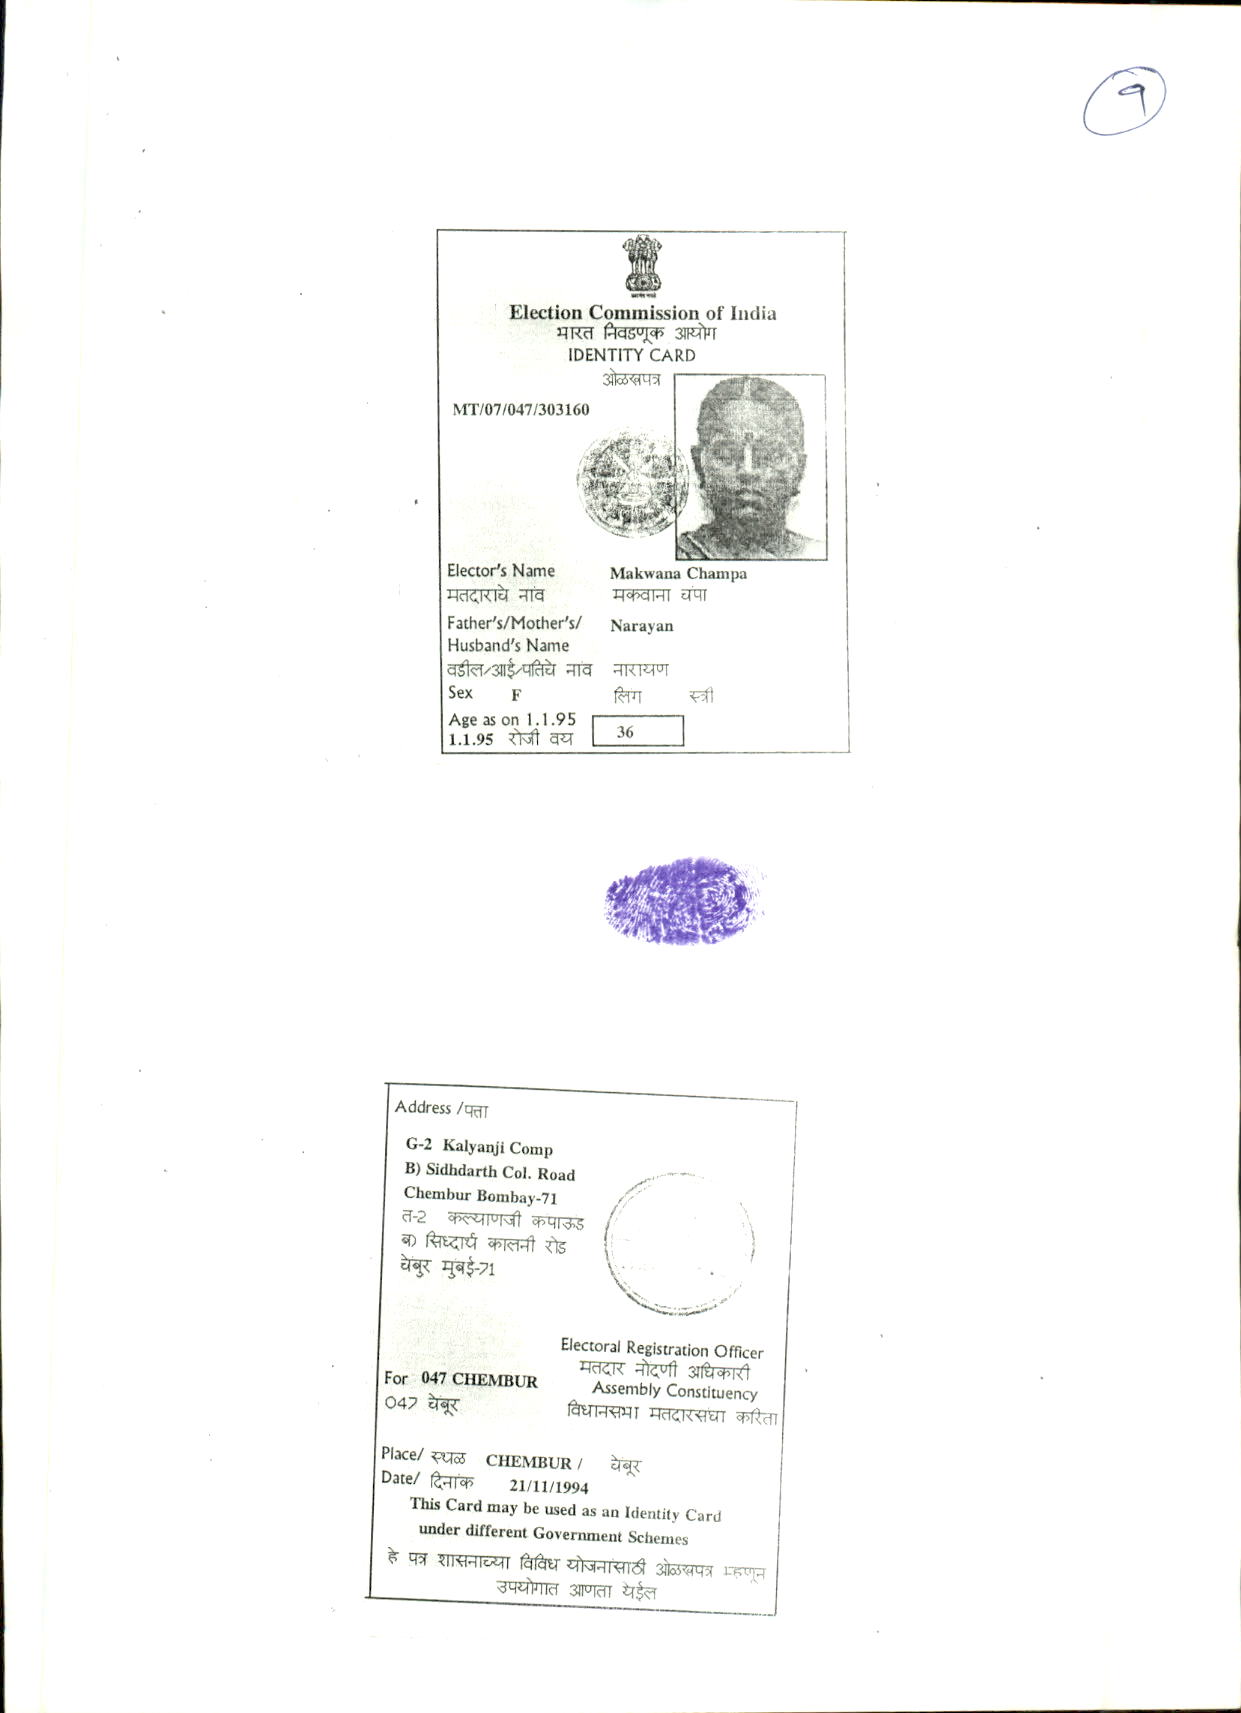 9
Election Commission of India
भारत निवडणूक आयोग
IDENTITY CARD
ओळखपत्र
MT/07/047/303160
Elector's Name Makwana Champa
मतदाराचे नांव मकवाना चंपा
Father's/Mother's/ Narayan
Husband's Name
वडील/आई/पतिचे नांव नारायण
Sex F लिंग स्त्री
Age as on 1.1.95 36
1.1.95 रोजी वय
Address /पत्ता
G-2 Kalyanji Comp
B) Sidhdarth Col. Road
Chembur Bombay-71
त-2 कल्याणजी कंपाऊंड
ब) सिध्दार्थ कालनी रोड
चेंबुर मुंबई-71
Electoral Registration Officer
मतदार नोंदणी अधिकारी
For 047 CHEMBUR Assembly Constituency
047 चेंबूर विधानसभा मतदारसंघा करिता
Place/ स्थळ CHEMBUR / चेंबूर
Date/ दिनांक 21/11/1994
This Card may be used as an Identity Card
under different Government Schemes
हे पत्र शासनाच्या विविध योजनांसाठी ओळखपत्र म्हणून
उपयोगात आणता येईल